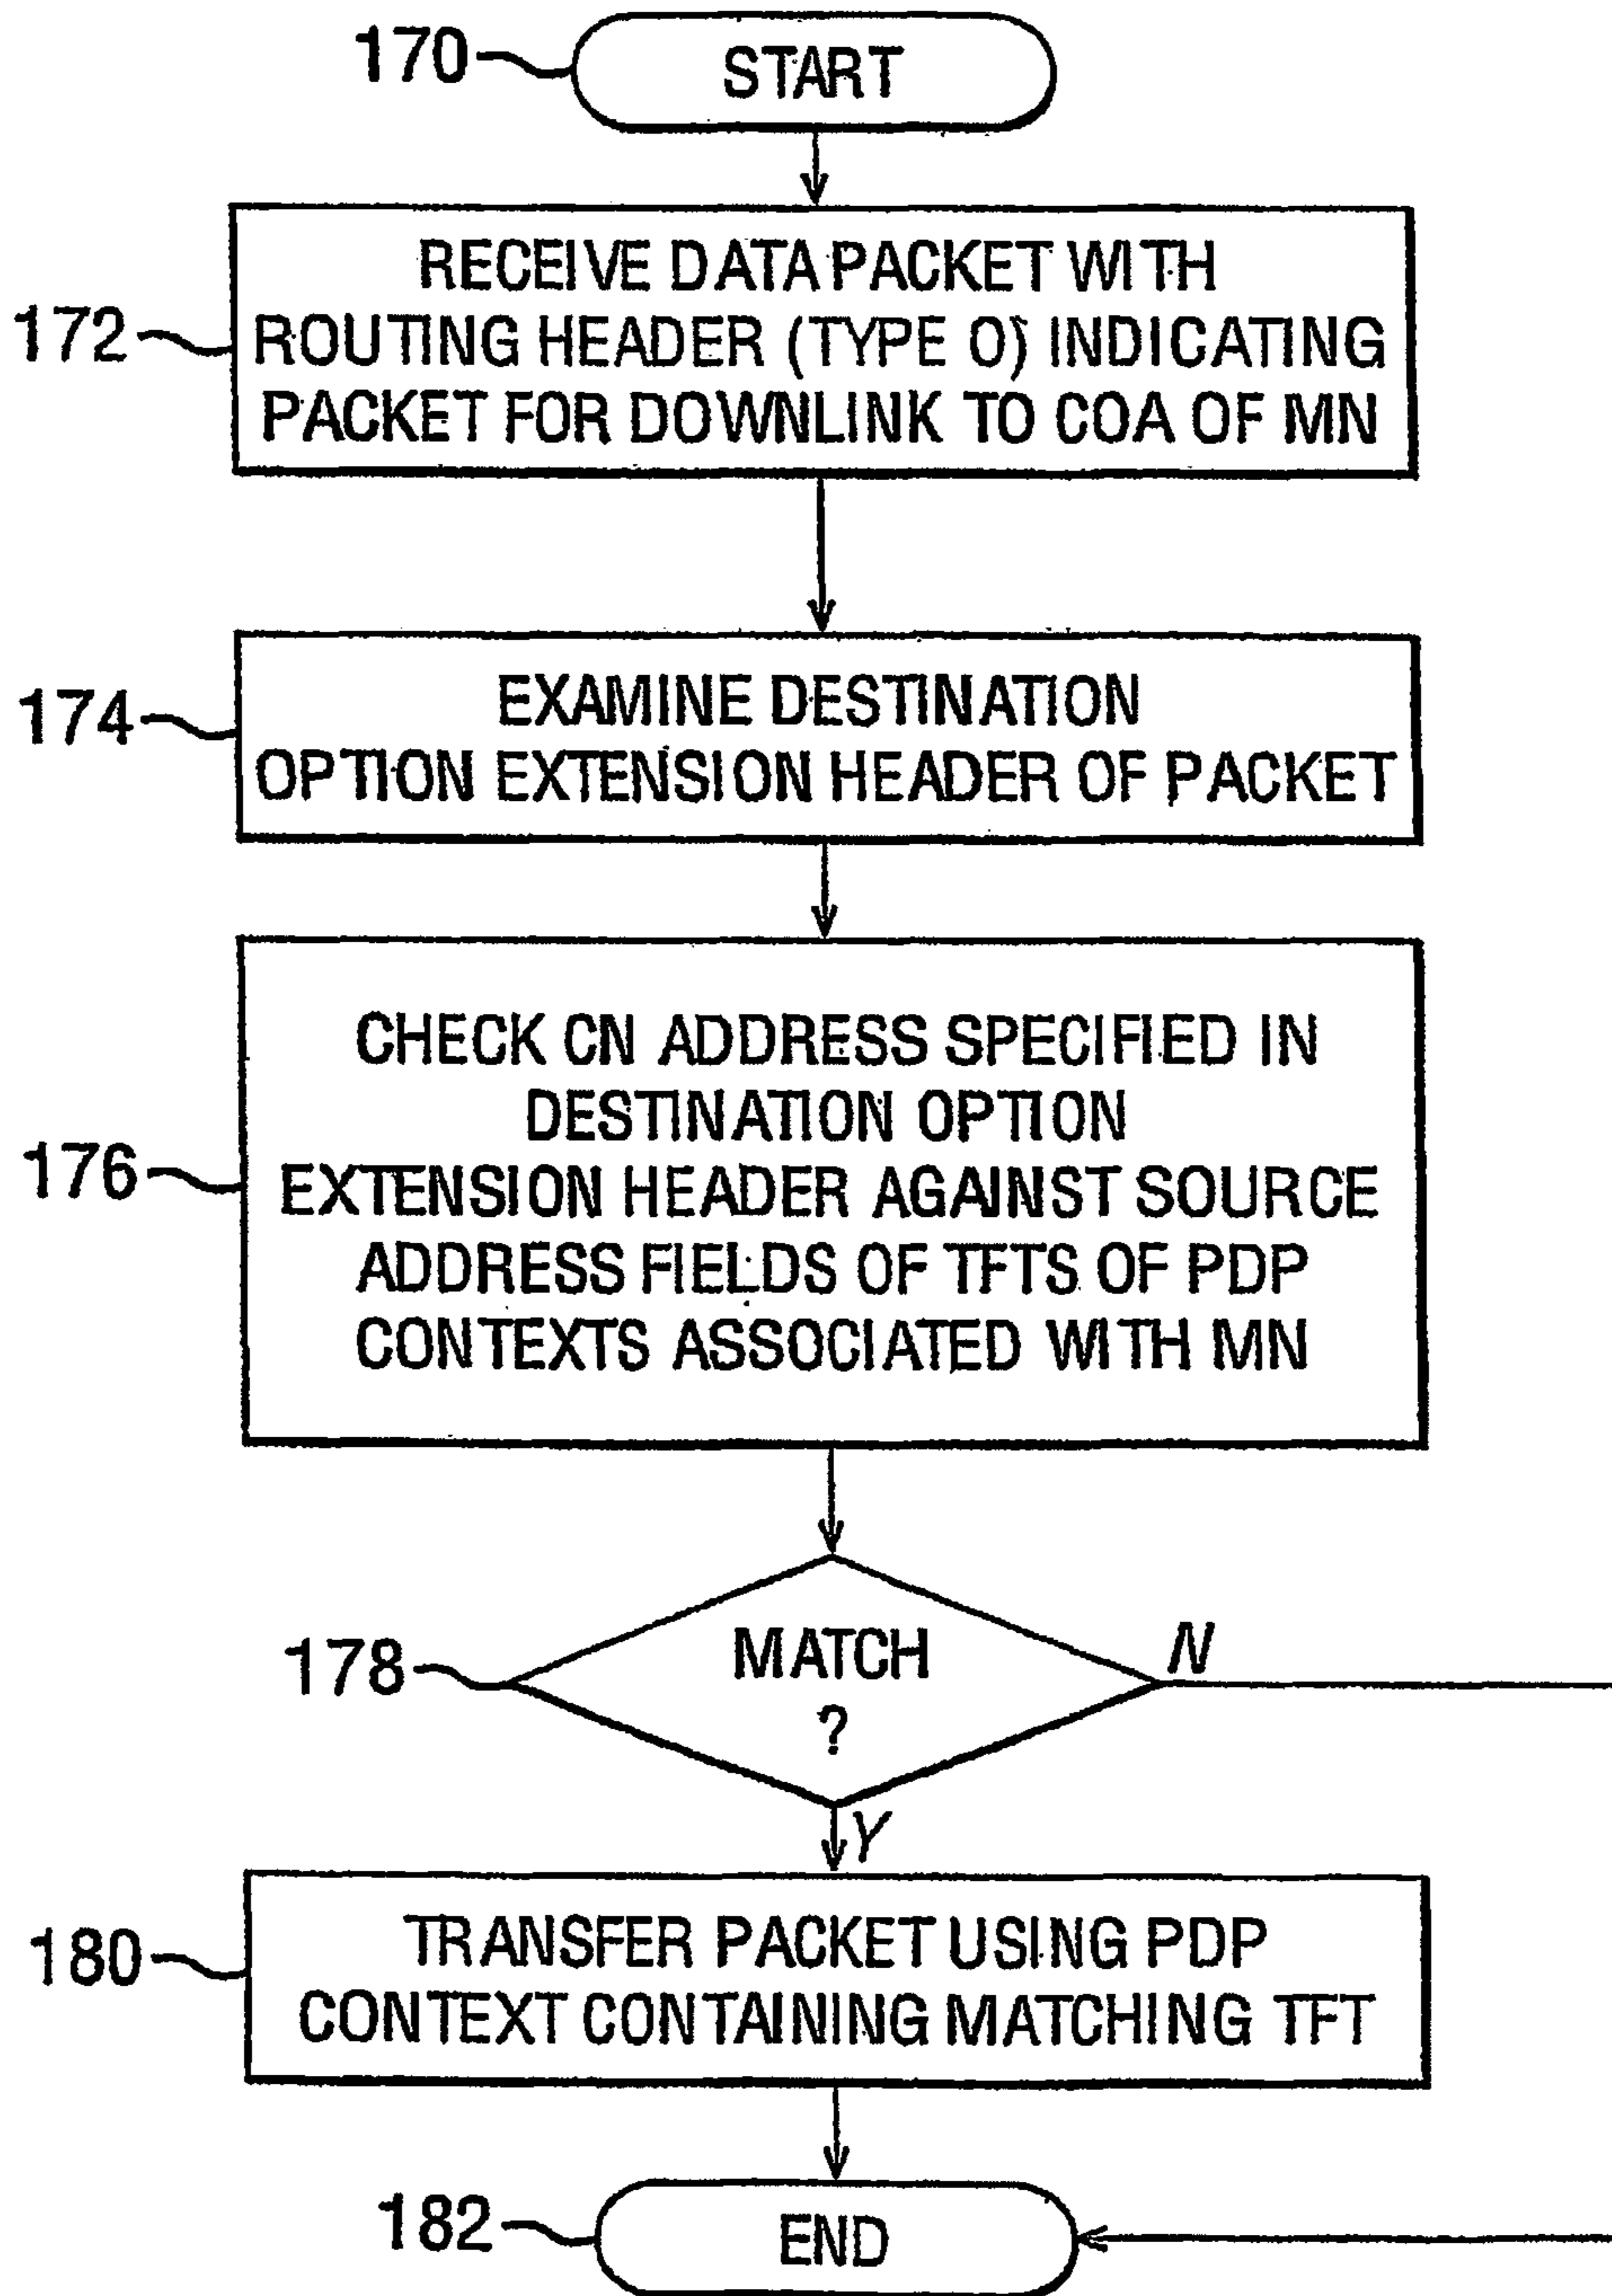 170
START
172
RECEIVE DATA PACKET WITH
ROUTING HEADER (TYPE 0) INDICATING
PACKET FOR DOWNLINK TO COA OF MN
174
EXAMINE DESTINATION
OPTION EXTENSION HEADER OF PACKET
176
CHECK CN ADDRESS SPECIFIED IN
DESTINATION OPTION
EXTENSION HEADER AGAINST SOURCE
ADDRESS FIELDS OF TFTS OF PDP
CONTEXTS ASSOCIATED WITH MN
178
MATCH
?
N
Y
180
TRANSFER PACKET USING PDP
CONTEXT CONTAINING MATCHING TFT
182
END